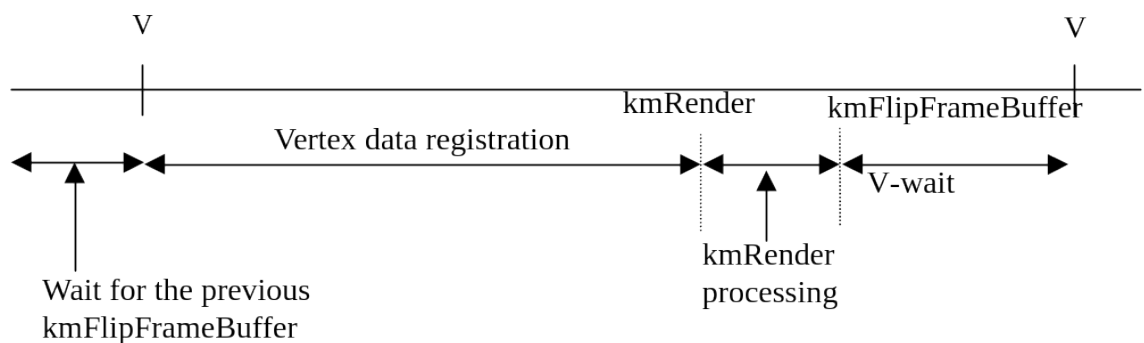 V
V
kmRender
kmFlipFrameBuffer
Vertex data registration
V-wait
kmRender
processing
Wait for the previous
kmFlipFrameBuffer